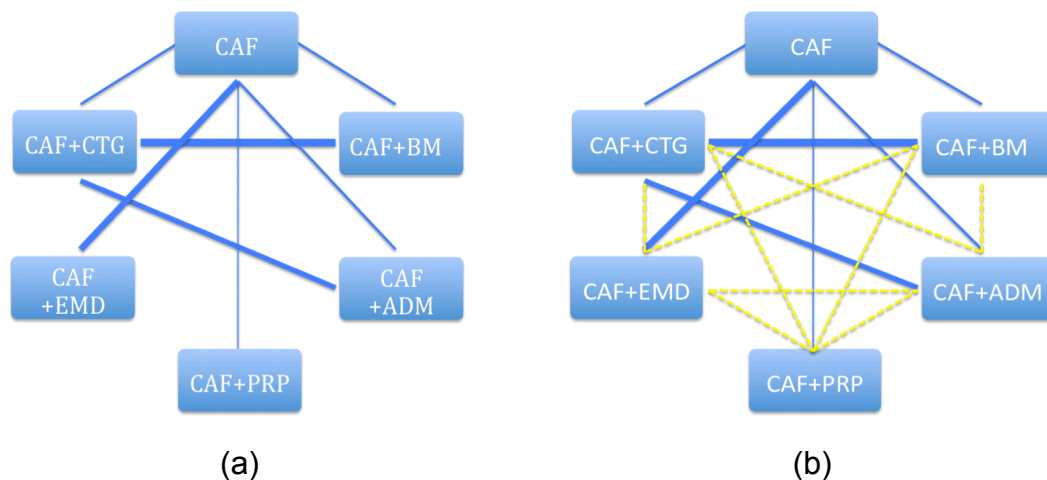 CAF
CAF+CTG
CAF+BM
CAF
+EMD
CAF
+ADM
CAF+PRP
(a)
CAF
CAF+CTG
CAF+BM
CAF+EMD
CAF+ADM
CAF+PRP
(b)